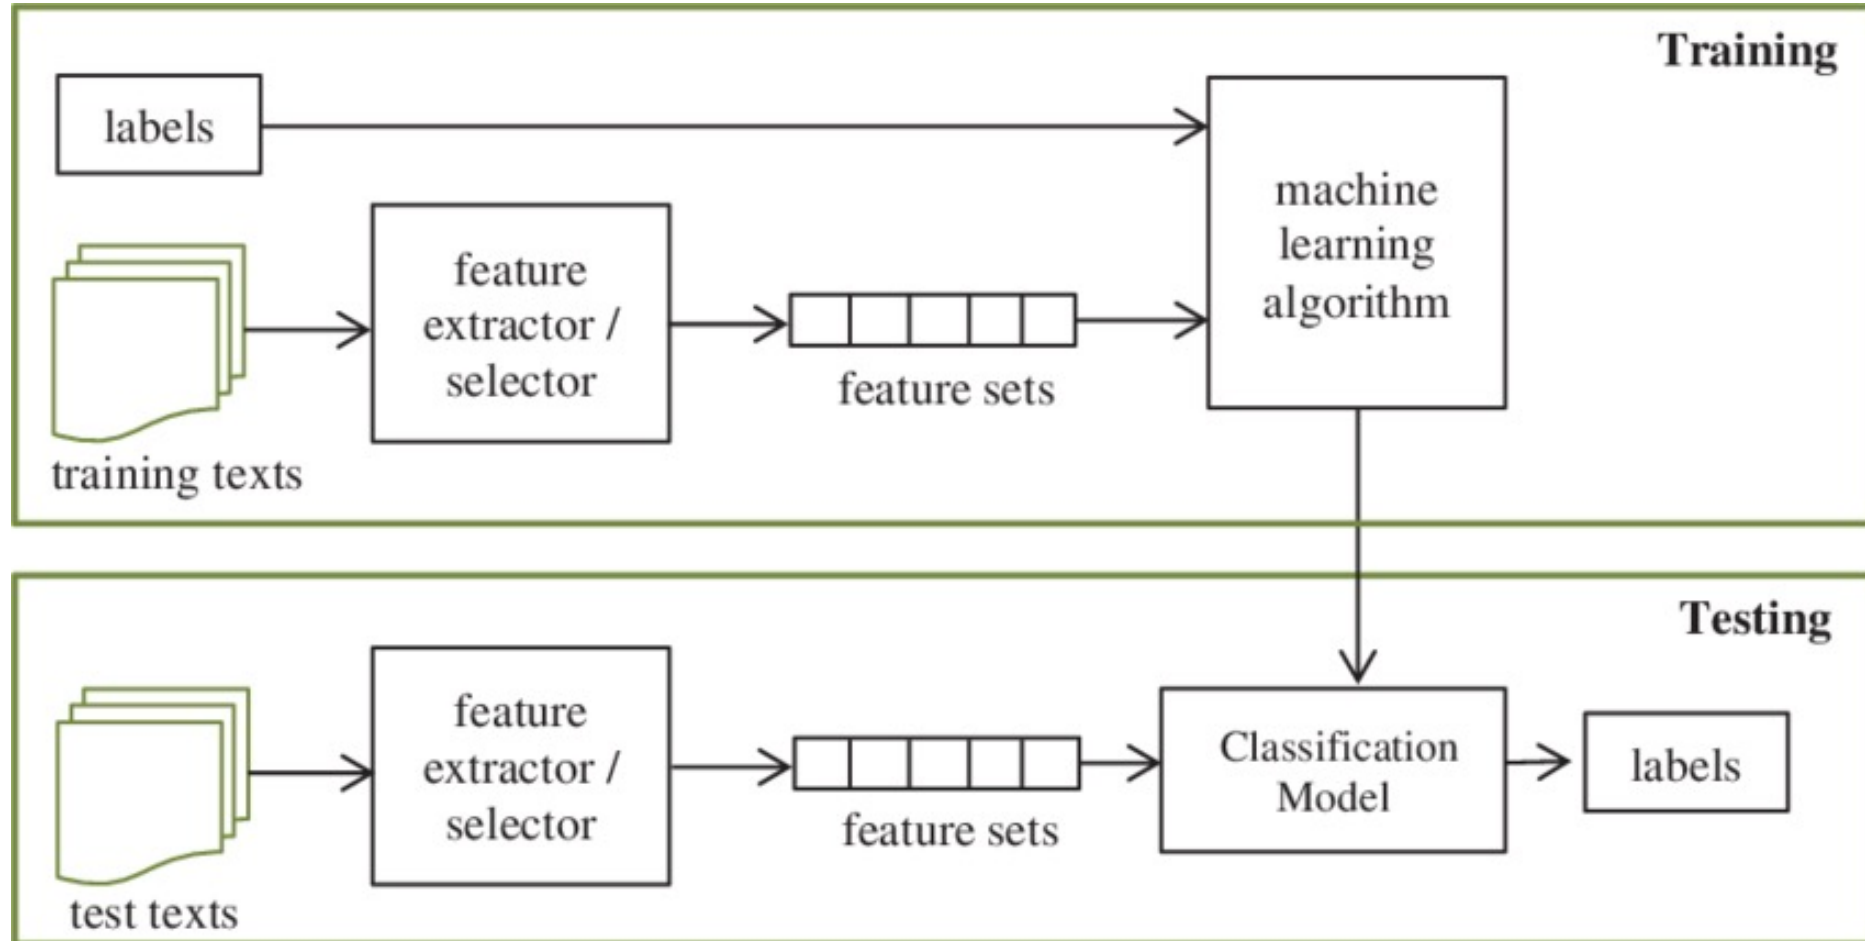 Training
labels
machine
learning
algorithm
feature
extractor /
selector
feature sets
training texts
Testing
feature
extractor /
selector
feature sets
Classification
Model
labels
test texts